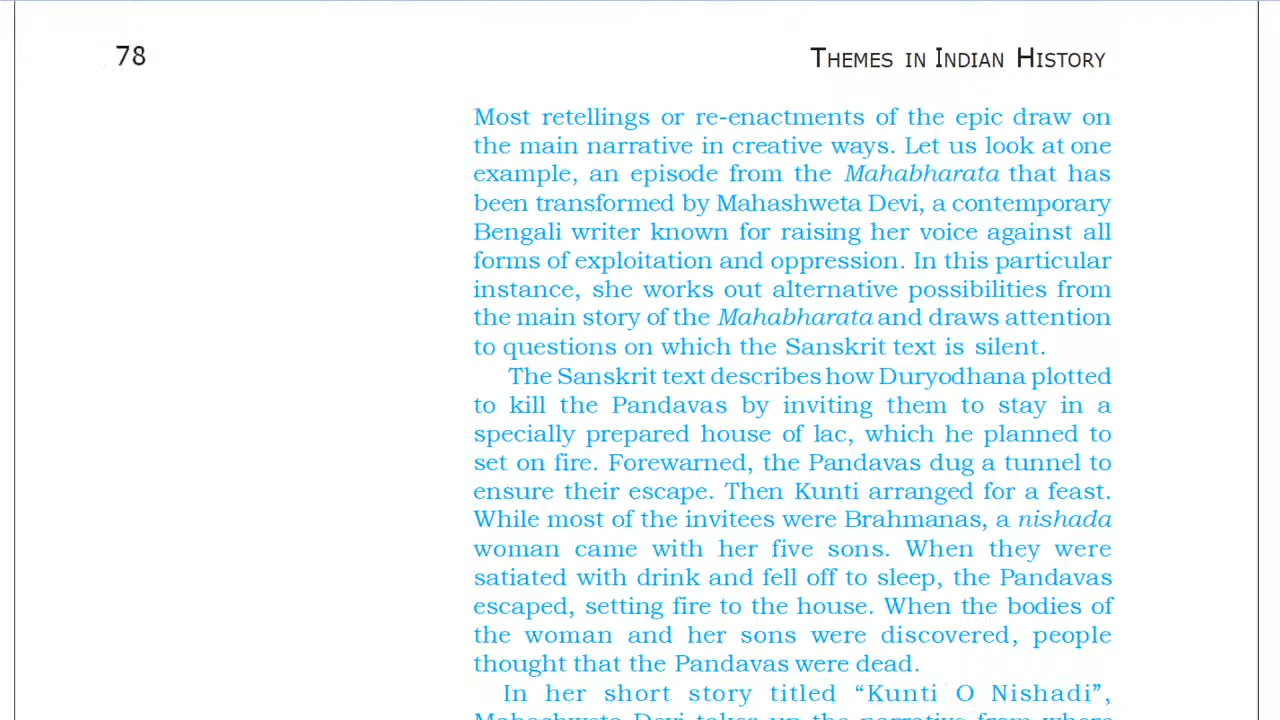 78
THEMES IN INDIAN HISTORY
Most retellings or re-enactments of the epic draw on
the main narrative in creative ways. Let us look at one
example, an episode from the Mahabharata that has
been transformed by Mahashweta Devi, a contemporary
Bengali writer known for raising her voice against all
forms of exploitation and oppression. In this particular
instance, she works out alternative possibilities from
the main story of the Mahabharata and draws attention
to questions on which the Sanskrit text is silent.
The Sanskrit text describes how Duryodhana plotted
to kill the Pandavas by inviting them to stay in a
specially prepared house of lac, which he planned to
set on fire. Forewarned, the Pandavas dug a tunnel to
ensure their escape. Then Kunti arranged for a feast.
While most of the invitees were Brahmanas, a nishada
woman came with her five sons. When they were
satiated with drink and fell off to sleep, the Pandavas
escaped, setting fire to the house. When the bodies of
the woman and her sons were discovered, people
thought that the Pandavas were dead.
In her short story titled “Kunti O Nishadi”,
Mahashweta Devi takes up the narrative from where